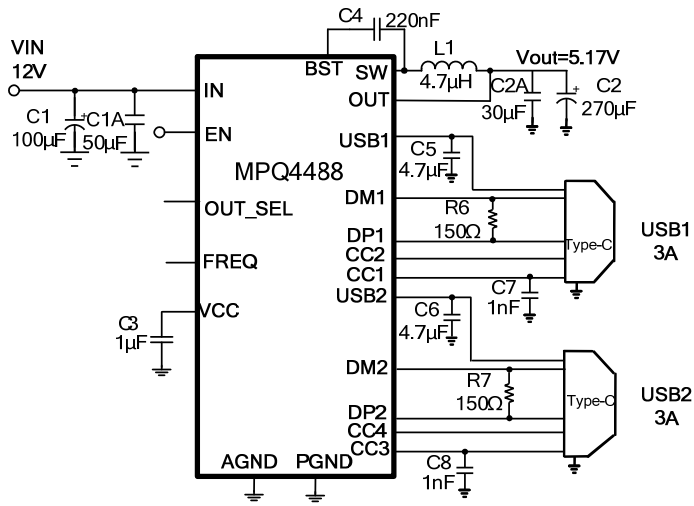 C4
220nF
VIN
12V
BST
SW
L1
4.7µH
Vout=5.17V
IN
OUT
C2A
30µF
C2
270µF
C1
100µF
C1A
50µF
EN
USB1
C5
4.7µF
MPQ4488
OUT_SEL
DM1
R6
150Ω
DP1
Type-C
USB1
3A
FREQ
CC2
CC1
C7
1nF
USB2
C6
4.7µF
VCC
C3
1µF
DM2
R7
150Ω
DP2
Type-C
USB2
3A
CC4
CC3
C8
1nF
AGND
PGND